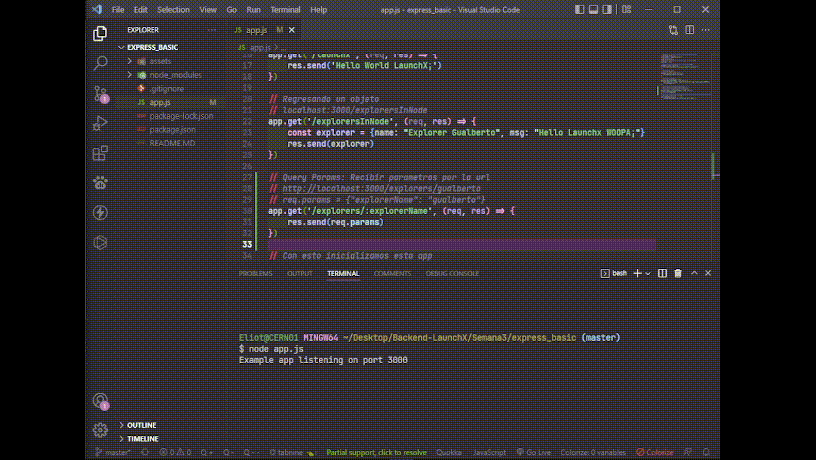 File Edit Selection View Go Run Terminal Help
app.js - express_basic - Visual Studio Code
EXPLORER
EXPRESS_BASIC
assets
node_modules
.gitignore
JS app.js M
package-lock.json
package.json
README.MD
OUTLINE
TIMELINE
JS app.js M
JS app.js > ...
16 app.get('/launchx', (req, res) => {
17 res.send('Hello World LaunchX;')
18 })
19
20 // Regresando un objeto
21 // localhost:3000/explorersInNode
22 app.get('/explorersInNode', (req, res) => {
23 const explorer = {name: "Explorer Gualberto", msg: "Hello Launchx WOOPA;"}
24 res.send(explorer)
25 })
26
27 // Query Params: Recibir parametros por la url
28 // http://localhost:3000/explorers/gualberto
29 // req.params = {"explorerName": "gualberto"}
30 app.get('/explorers/:explorerName', (req, res) => {
31 res.send(req.params)
32 })
33
34 // Con esto inicializamos esta app
PROBLEMS OUTPUT TERMINAL COMMENTS DEBUG CONSOLE
bash
Eliot@CERN01 MINGW64 ~/Desktop/Backend-LaunchX/Semana3/express_basic (master)
$ node app.js
Example app listening on port 3000
master* 0 0 tabnine Partial support, click to resolve Quokka JavaScript Go Live Colorize: 0 variables Colorize